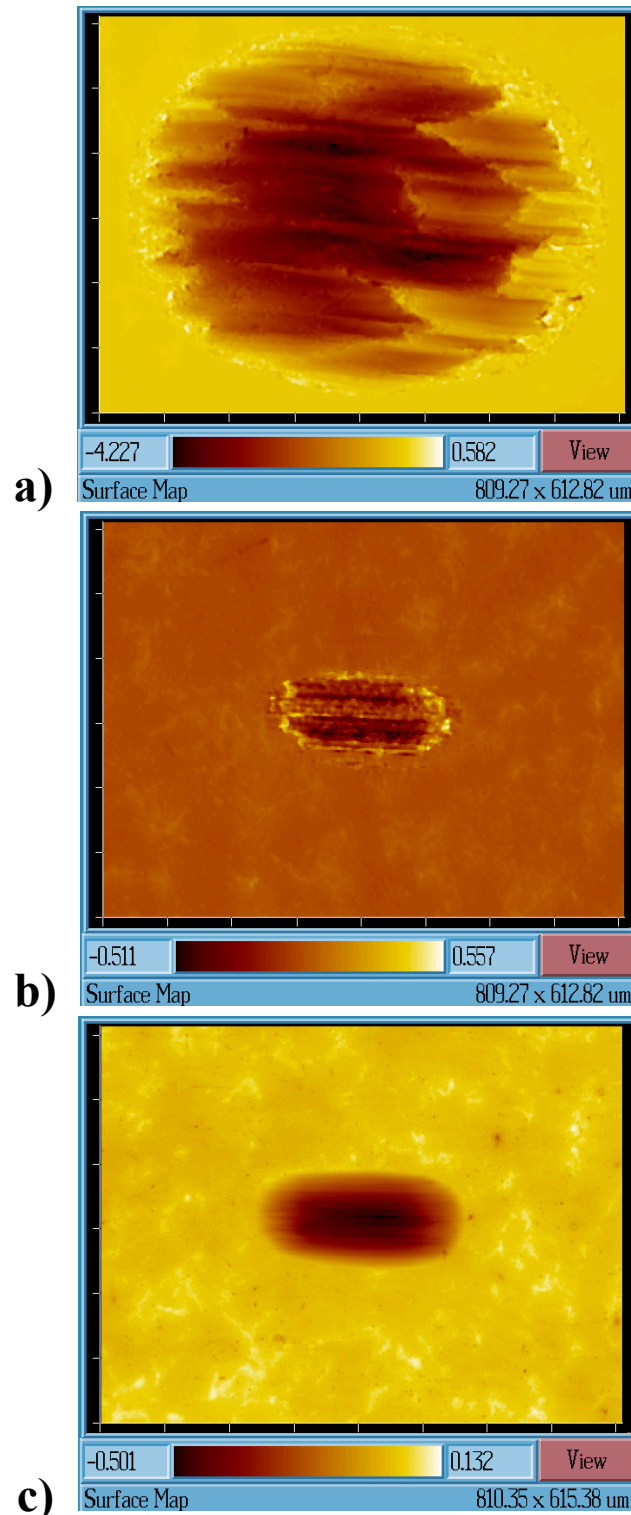 -4.227 0.582 View
a) Surface Map 809.27 x 612.82 um
-0.511 0.557 View
b) Surface Map 809.27 x 612.82 um
-0.501 0.132 View
c) Surface Map 810.35 x 615.38 um